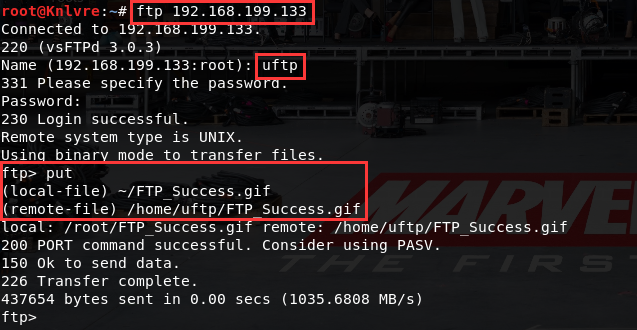 root@Knlvre:~# ftp 192.168.199.133
Connected to 192.168.199.133.
220 (vsFTPd 3.0.3)
Name (192.168.199.133:root): uftp
331 Please specify the password.
Password:
230 Login successful.
Remote system type is UNIX.
Using binary mode to transfer files.
ftp> put
(local-file) ~/FTP_Success.gif
(remote-file) /home/uftp/FTP_Success.gif
local: /root/FTP_Success.gif remote: /home/uftp/FTP_Success.gif
200 PORT command successful. Consider using PASV.
150 Ok to send data.
226 Transfer complete.
437654 bytes sent in 0.00 secs (1035.6808 MB/s)
ftp>
MARVEL
THE FIRST